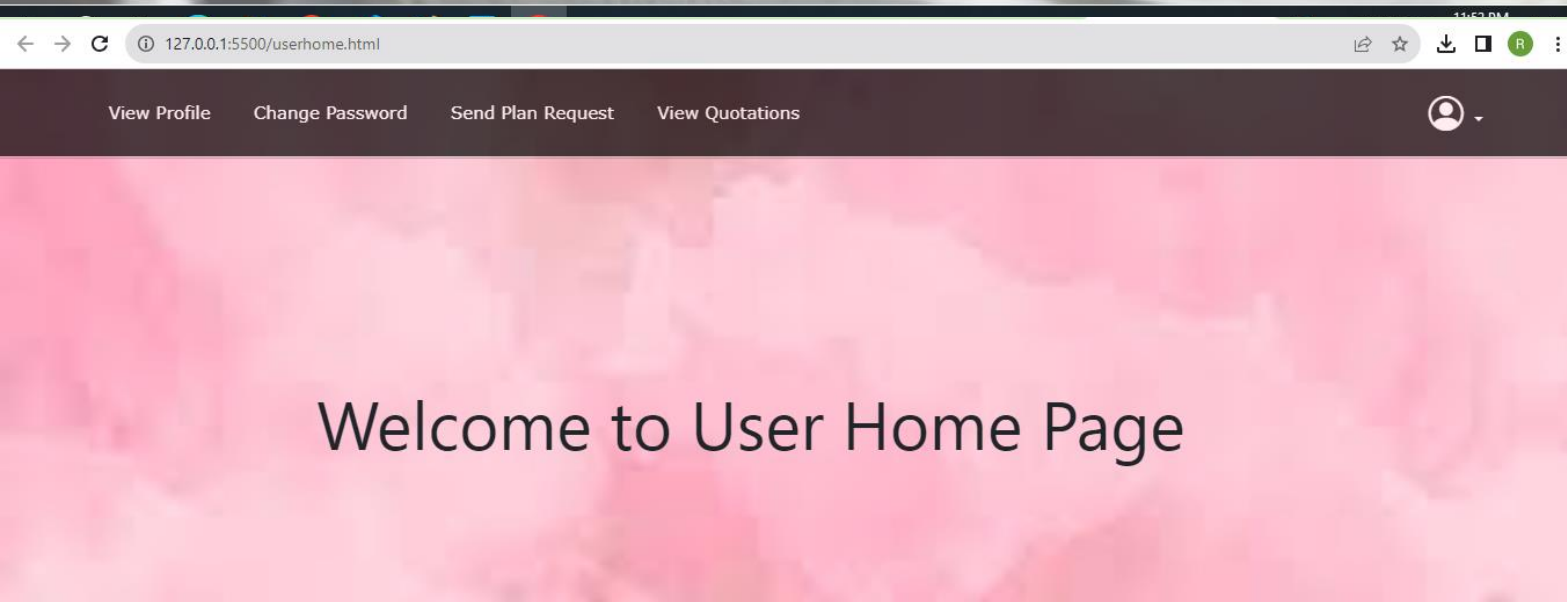 127.0.0.1:5500/userhome.html
R
View Profile Change Password Send Plan Request View Quotations
Welcome to User Home Page